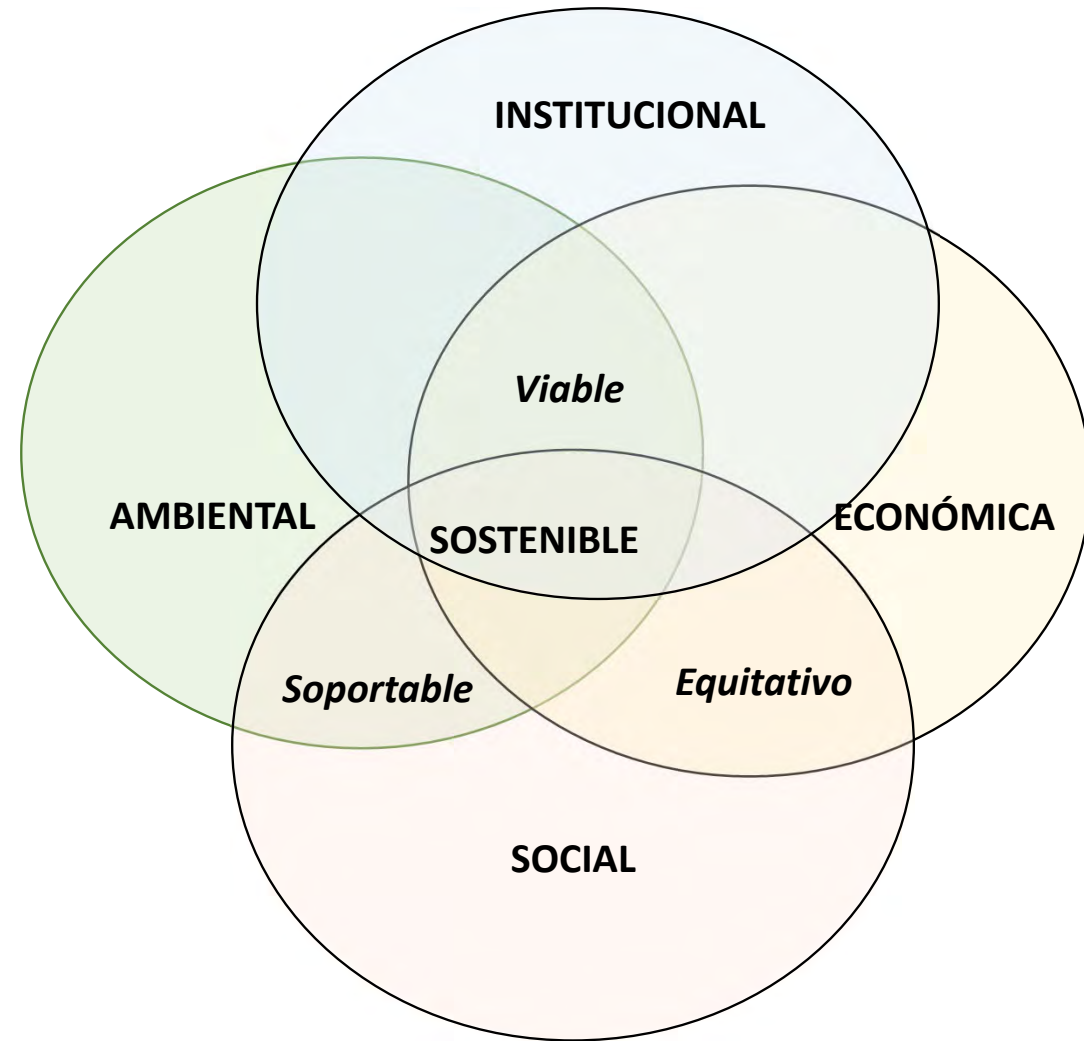 INSTITUCIONAL
Viable
AMBIENTAL
ECONÓMICA
SOSTENIBLE
Soportable
Equitativo
SOCIAL